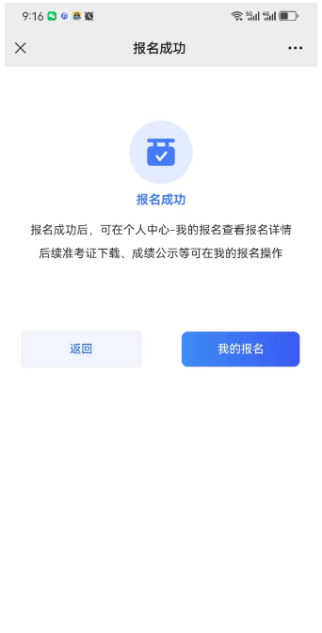 9:16
报名成功
报名成功
报名成功后，可在个人中心-我的报名查看报名详情
后续准考证下载、成绩公示等可在我的报名操作
返回
我的报名